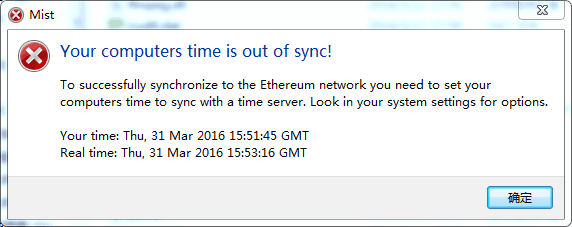 Mist
Your computers time is out of sync!
To successfully synchronize to the Ethereum network you need to set your
computers time to sync with a time server. Look in your system settings for options.
Your time: Thu, 31 Mar 2016 15:51:45 GMT
Real time: Thu, 31 Mar 2016 15:53:16 GMT
确定